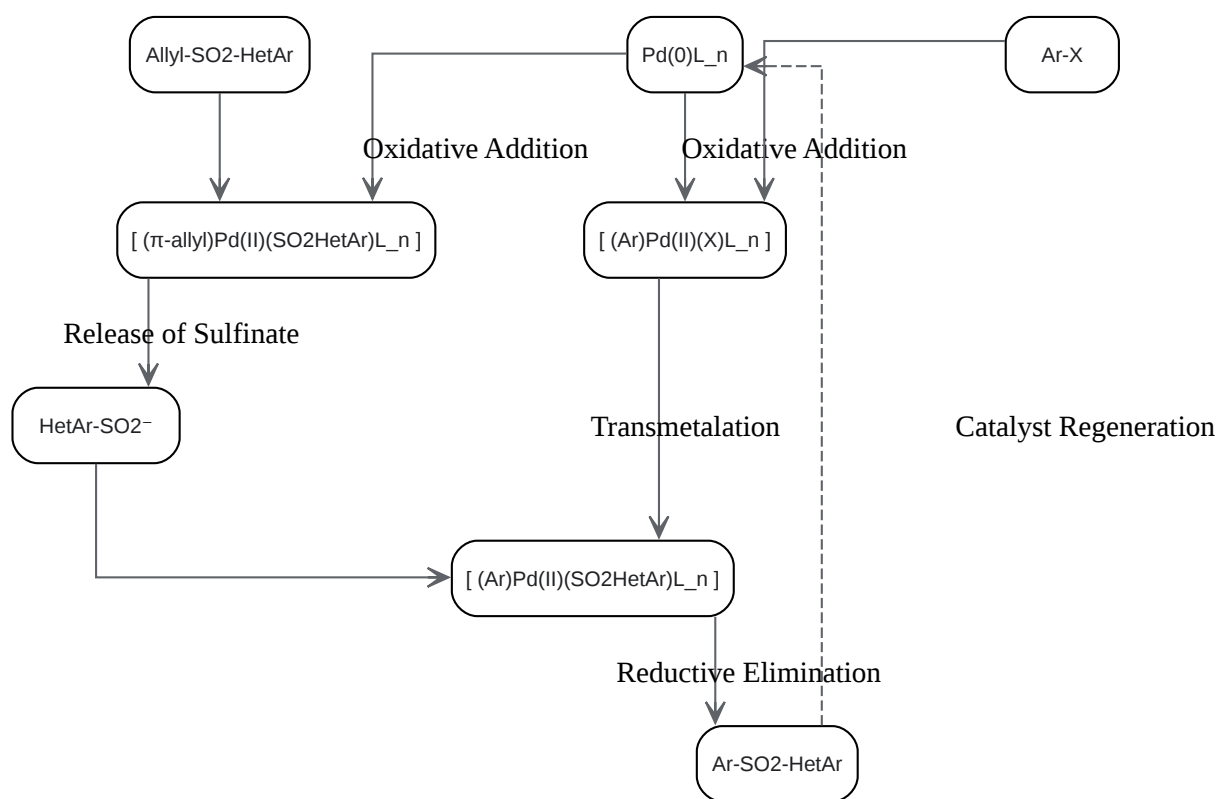 Allyl-SO2-HetAr
Pd(0)L_n
Ar-X
Oxidative Addition
Oxidative Addition
[ (π-allyl)Pd(II)(SO2HetAr)L_n ]
[ (Ar)Pd(II)(X)L_n ]
Release of Sulfinate
HetAr-SO2⁻
Transmetalation
Catalyst Regeneration
[ (Ar)Pd(II)(SO2HetAr)L_n ]
Reductive Elimination
Ar-SO2-HetAr